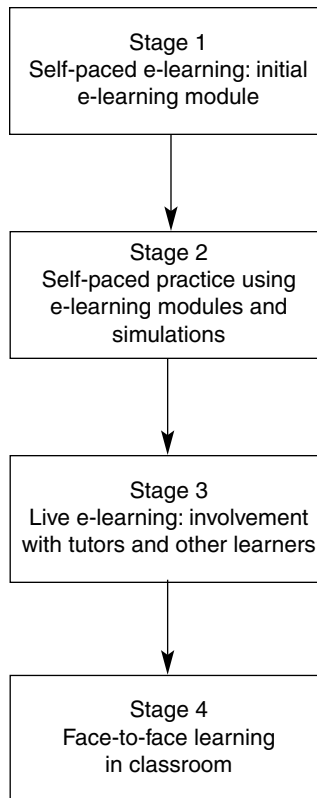 Stage 1
Self-paced e-learning: initial
e-learning module
Stage 2
Self-paced practice using
e-learning modules and
simulations
Stage 3
Live e-learning: involvement
with tutors and other learners
Stage 4
Face-to-face learning
in classroom